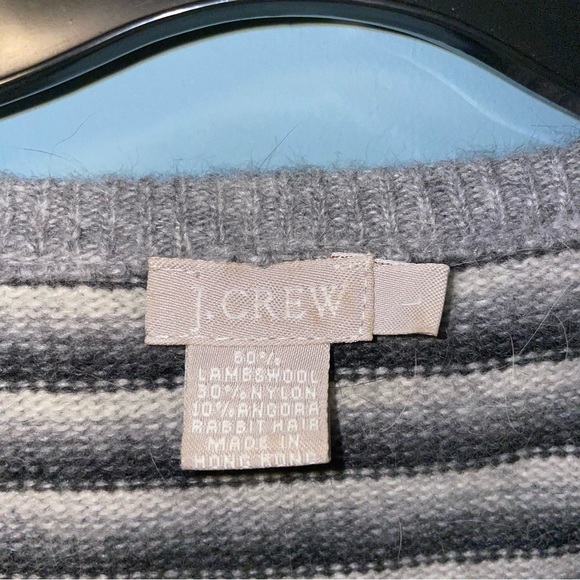 J.CREW
L
60%
LAMBSWOOL
30% NYLON
10% ANGORA
RABBIT HAIR
MADE IN
HONG KONG